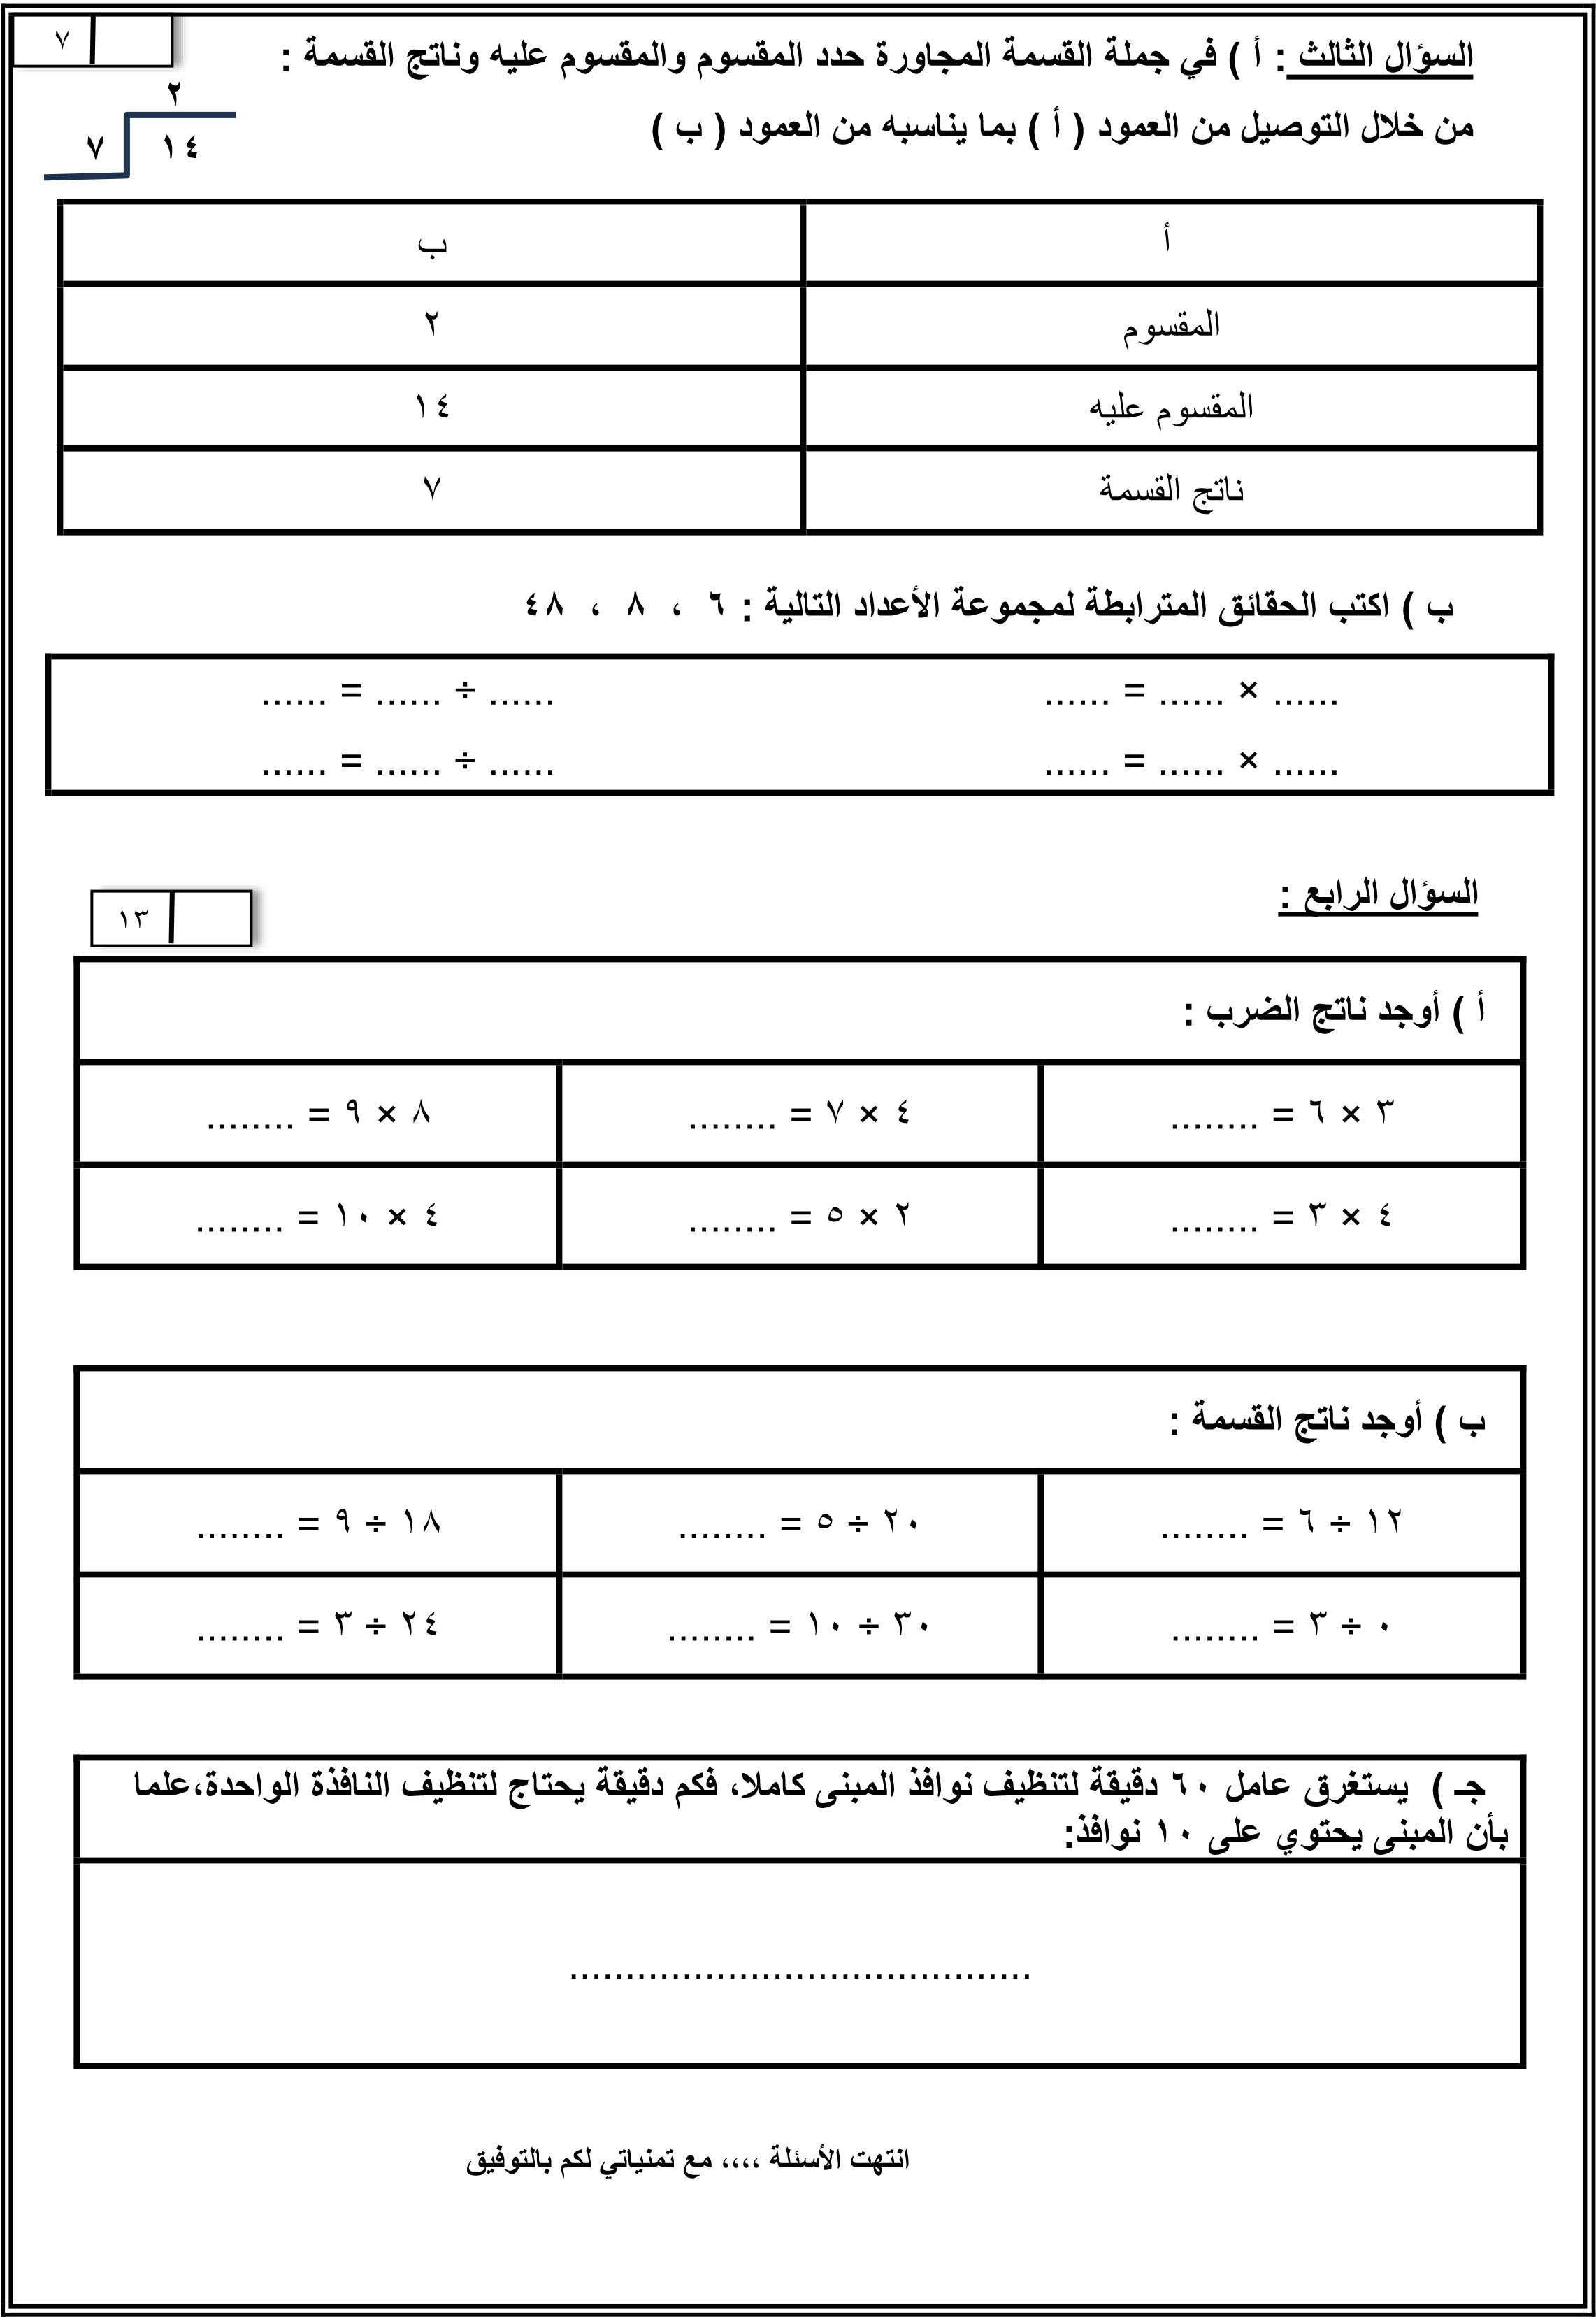 ٧
السؤال الثالث : أ ) في جملة القسمة المجاورة حدد المقسوم والمقسوم عليه وناتج القسمة :
من خلال التوصيل من العمود ( أ ) بما يناسبه من العمود ( ب )
٢
١٤
٧
أ ب
المقسوم ٢
المقسوم عليه ١٤
ناتج القسمة ٧
ب ) اكتب الحقائق المترابطة لمجموعة الأعداد التالية : ٦ ، ٨ ، ٤٨
...... × ...... = ...... ...... ÷ ...... = ......
...... × ...... = ...... ...... ÷ ...... = ......
السؤال الرابع :
١٣
أ ) أوجد ناتج الضرب :
٣ × ٦ = ........ ٤ × ٧ = ........ ٨ × ٩ = ........
٤ × ٣ = ........ ٢ × ٥ = ........ ٤ × ١٠ = ........
ب ) أوجد ناتج القسمة :
١٢ ÷ ٦ = ........ ٢٠ ÷ ٥ = ........ ١٨ ÷ ٩ = ........
٠ ÷ ٣ = ........ ٣٠ ÷ ١٠ = ........ ٢٤ ÷ ٣ = ........
جـ ) يستغرق عامل ٦٠ دقيقة لتنظيف نوافذ المبنى كاملا، فكم دقيقة يحتاج لتنظيف النافذة الواحدة،علما
بأن المبنى يحتوي على ١٠ نوافذ:
..........................................
انتهت الأسئلة ،،،، مع تمنياتي لكم بالتوفيق